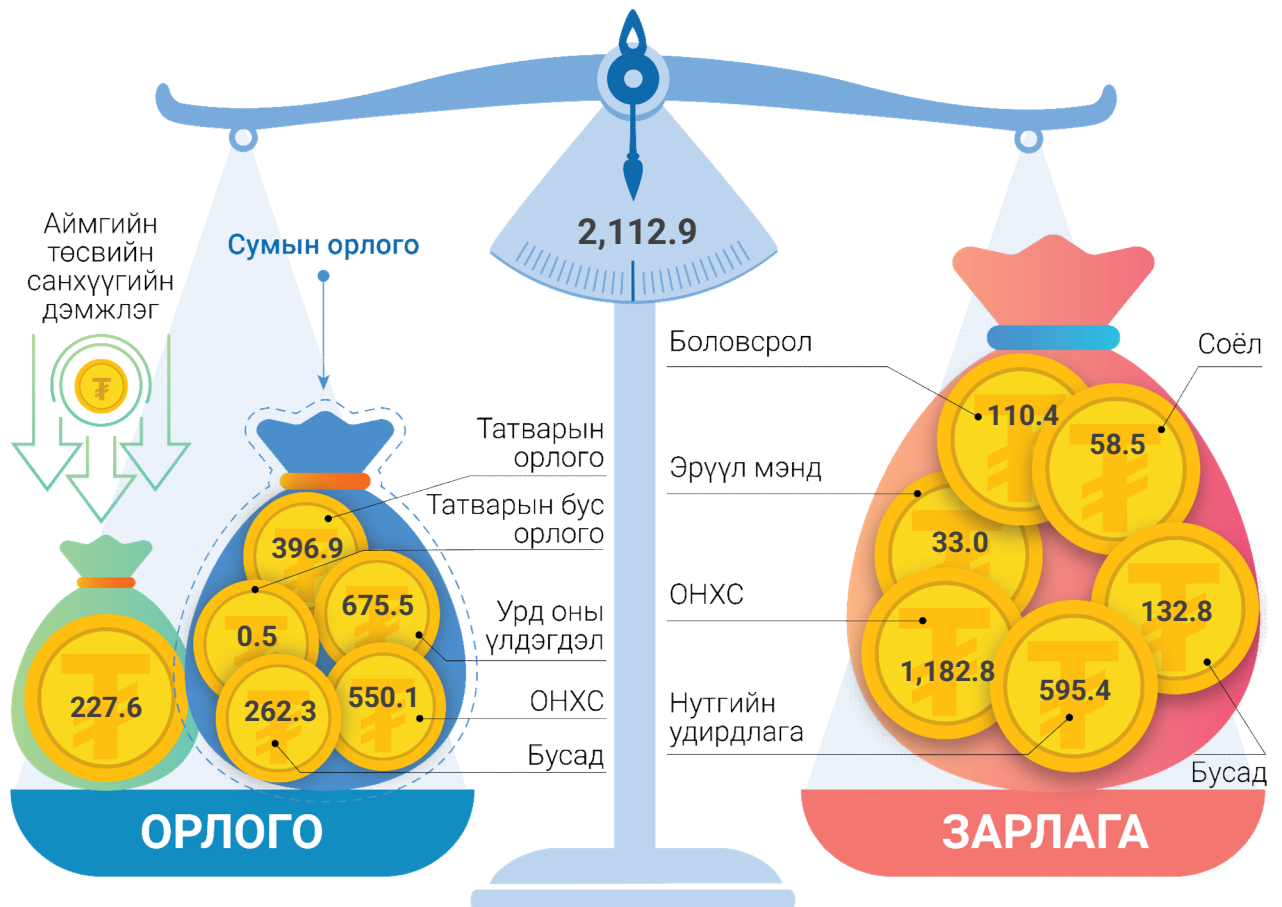 2,112.9
Аймгийн
төсвийн
санхүүгийн
дэмжлэг
Сумын орлого
Татварын
орлого
Татварын бус
орлого
Урд оны
үлдэгдэл
ОНХС
Бусад
396.9
675.5
0.5
550.1
262.3
227.6
ОРЛОГО
Боловсрол
Соёл
Эрүүл мэнд
ОНХС
Нутгийн
удирдлага
Бусад
110.4
58.5
33.0
132.8
1,182.8
595.4
ЗАРЛАГА